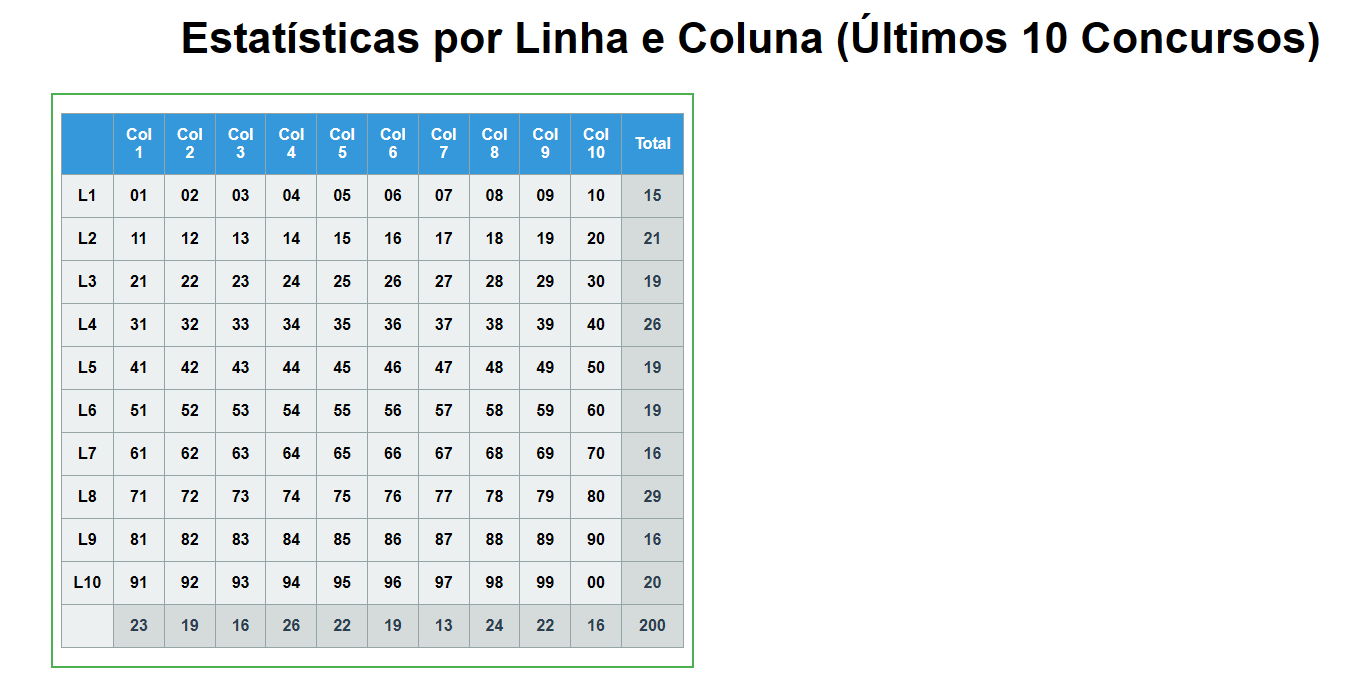 Estatísticas por Linha e Coluna (Últimos 10 Concursos)
Col 1 Col 2 Col 3 Col 4 Col 5 Col 6 Col 7 Col 8 Col 9 Col 10 Total
L1 01 02 03 04 05 06 07 08 09 10 15
L2 11 12 13 14 15 16 17 18 19 20 21
L3 21 22 23 24 25 26 27 28 29 30 19
L4 31 32 33 34 35 36 37 38 39 40 26
L5 41 42 43 44 45 46 47 48 49 50 19
L6 51 52 53 54 55 56 57 58 59 60 19
L7 61 62 63 64 65 66 67 68 69 70 16
L8 71 72 73 74 75 76 77 78 79 80 29
L9 81 82 83 84 85 86 87 88 89 90 16
L10 91 92 93 94 95 96 97 98 99 00 20
23 19 16 26 22 19 13 24 22 16 200